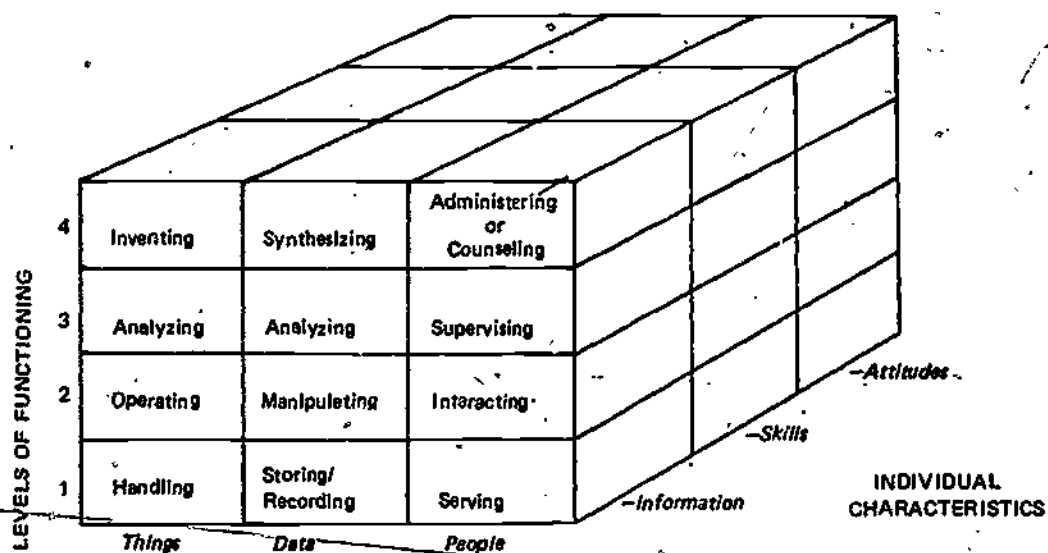 LEVELS OF FUNCTIONING
4
Inventing
Synthesizing
Administering
or
Counseling
3
Analyzing
Analyzing
Supervising
2
Operating
Manipulating
Interacting
1
Handling
Storing/
Recording
Serving
Things
Data
People
—Information
—Skills
—Attitudes
INDIVIDUAL
CHARACTERISTICS